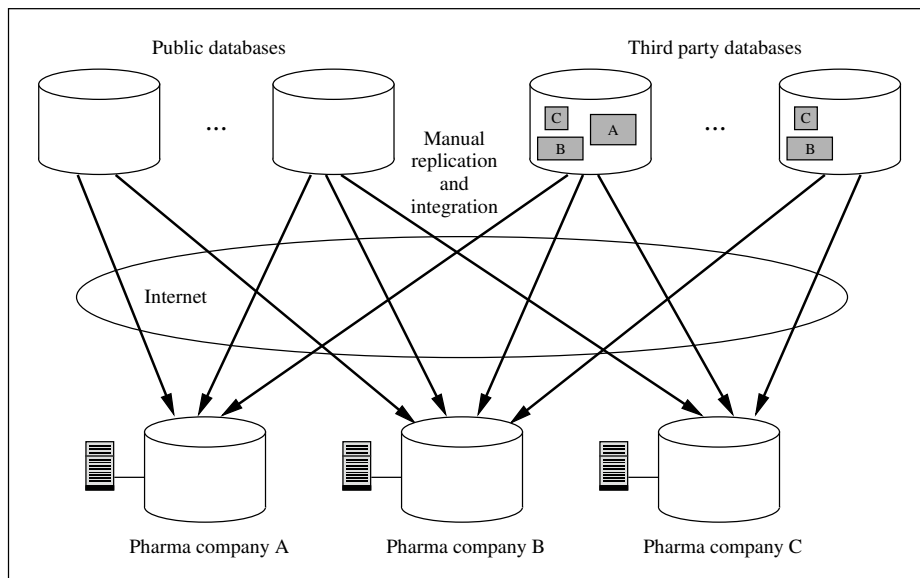 Public databases
Third party databases
...
...
C
A
B
C
B
Manual
replication
and
integration
Internet
Pharma company A
Pharma company B
Pharma company C